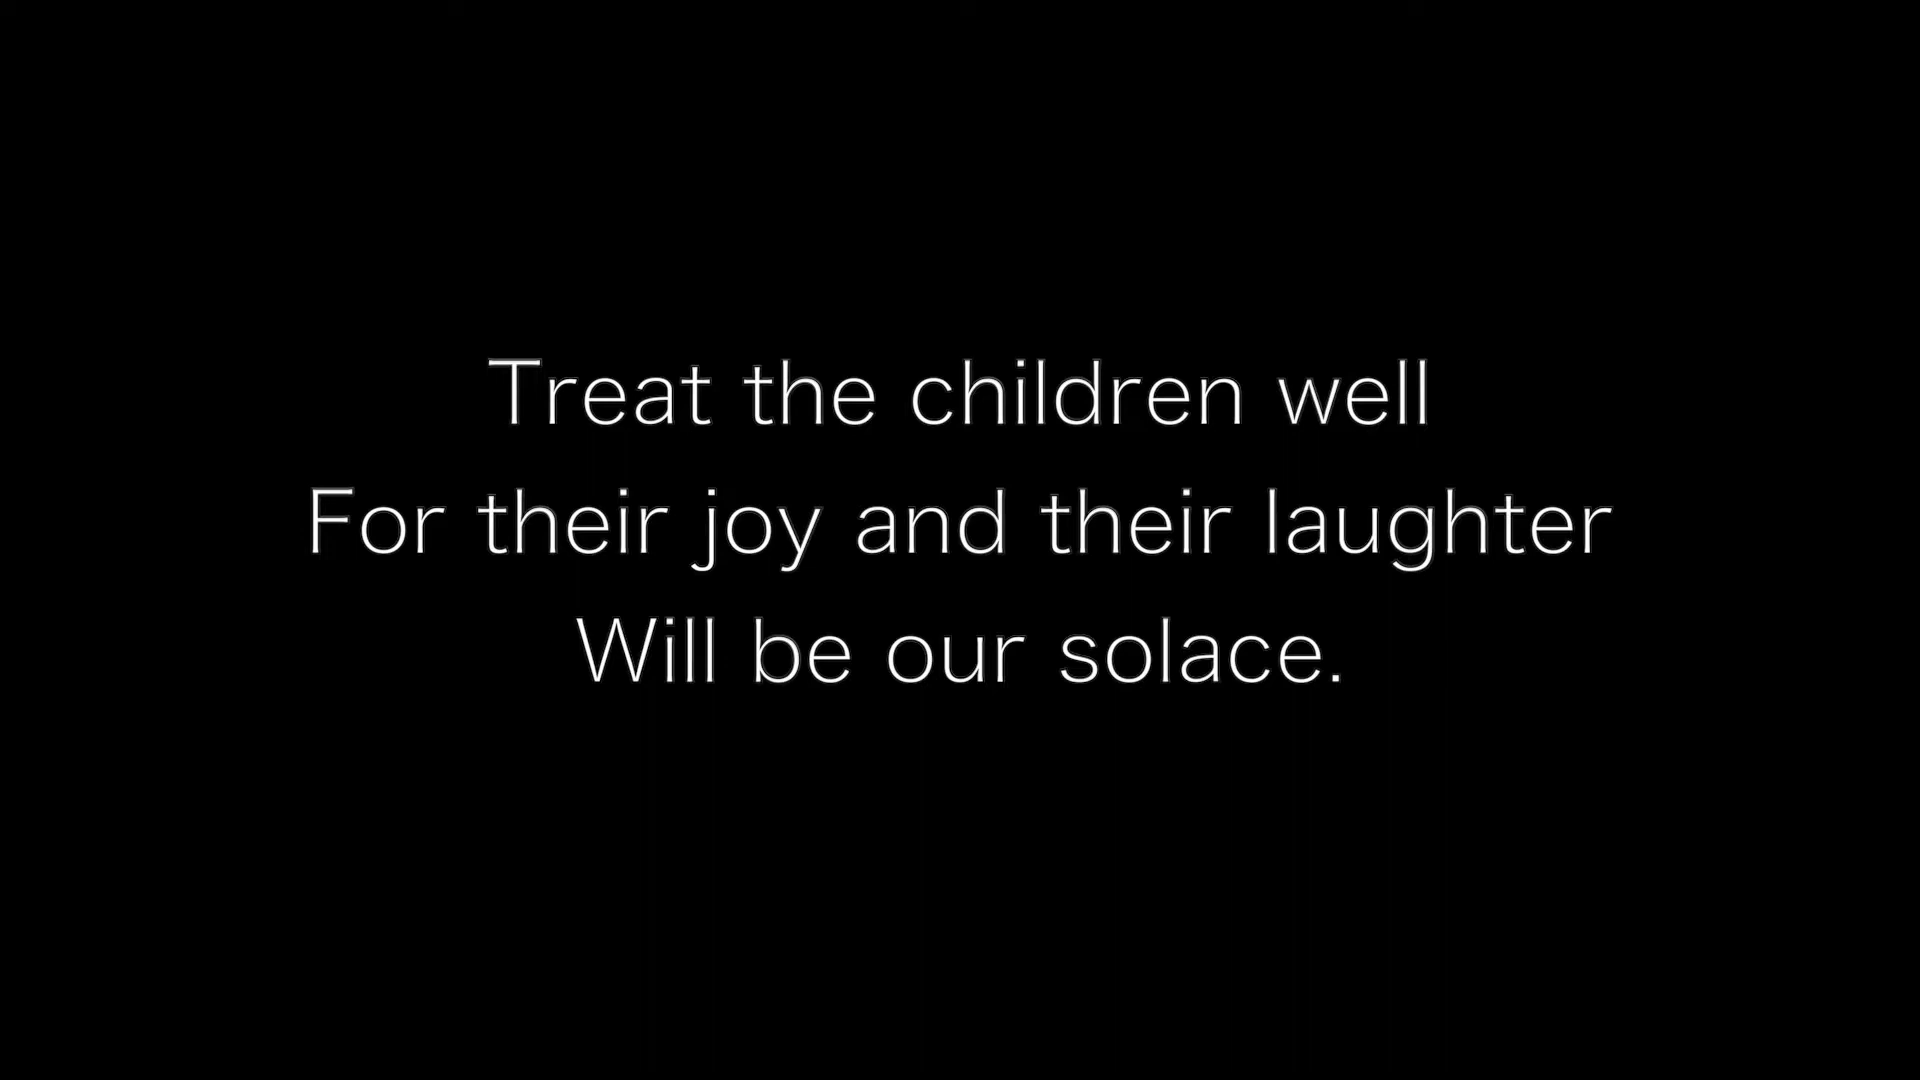 Treat the children well
For their joy and their laughter
Will be our solace.